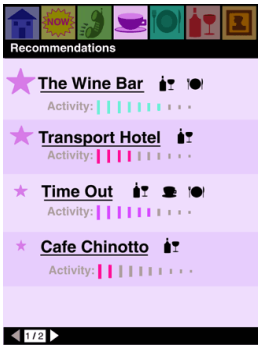 NOW
Recommendations
The Wine Bar
Activity:
Transport Hotel
Activity:
Time Out
Activity:
Cafe Chinotto
Activity:
1/2